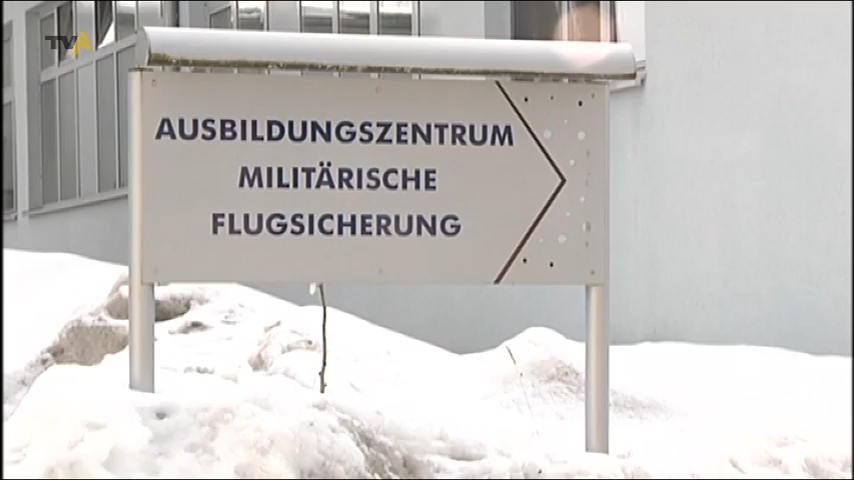 TVA
AUSBILDUNGSZENTRUM
MILITÄRISCHE
FLUGSICHERUNG